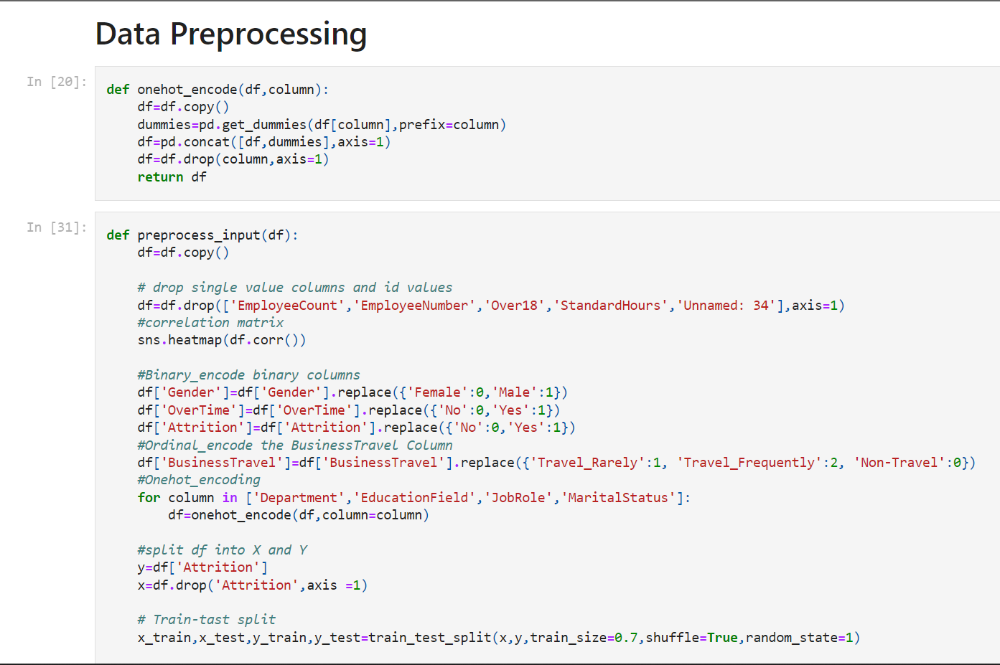 Data Preprocessing
In [20]:
def onehot_encode(df,column):
    df=df.copy()
    dummies=pd.get_dummies(df[column],prefix=column)
    df=pd.concat([df,dummies],axis=1)
    df=df.drop(column,axis=1)
    return df
In [31]:
def preprocess_input(df):
    df=df.copy()
    # drop single value columns and id values
    df=df.drop(['EmployeeCount','EmployeeNumber','Over18','StandardHours','Unnamed: 34'],axis=1)
    #correlation matrix
    sns.heatmap(df.corr())
    #Binary_encode binary columns
    df['Gender']=df['Gender'].replace({'Female':0,'Male':1})
    df['OverTime']=df['OverTime'].replace({'No':0,'Yes':1})
    df['Attrition']=df['Attrition'].replace({'No':0,'Yes':1})
    #Ordinal_encode the BusinessTravel Column
    df['BusinessTravel']=df['BusinessTravel'].replace({'Travel_Rarely':1, 'Travel_Frequently':2, 'Non-Travel':0})
    #Onehot_encoding
    for column in ['Department','EducationField','JobRole','MaritalStatus']:
        df=onehot_encode(df,column=column)
    #split df into X and Y
    y=df['Attrition']
    x=df.drop('Attrition',axis =1)
    # Train-tast split
    x_train,x_test,y_train,y_test=train_test_split(x,y,train_size=0.7,shuffle=True,random_state=1)